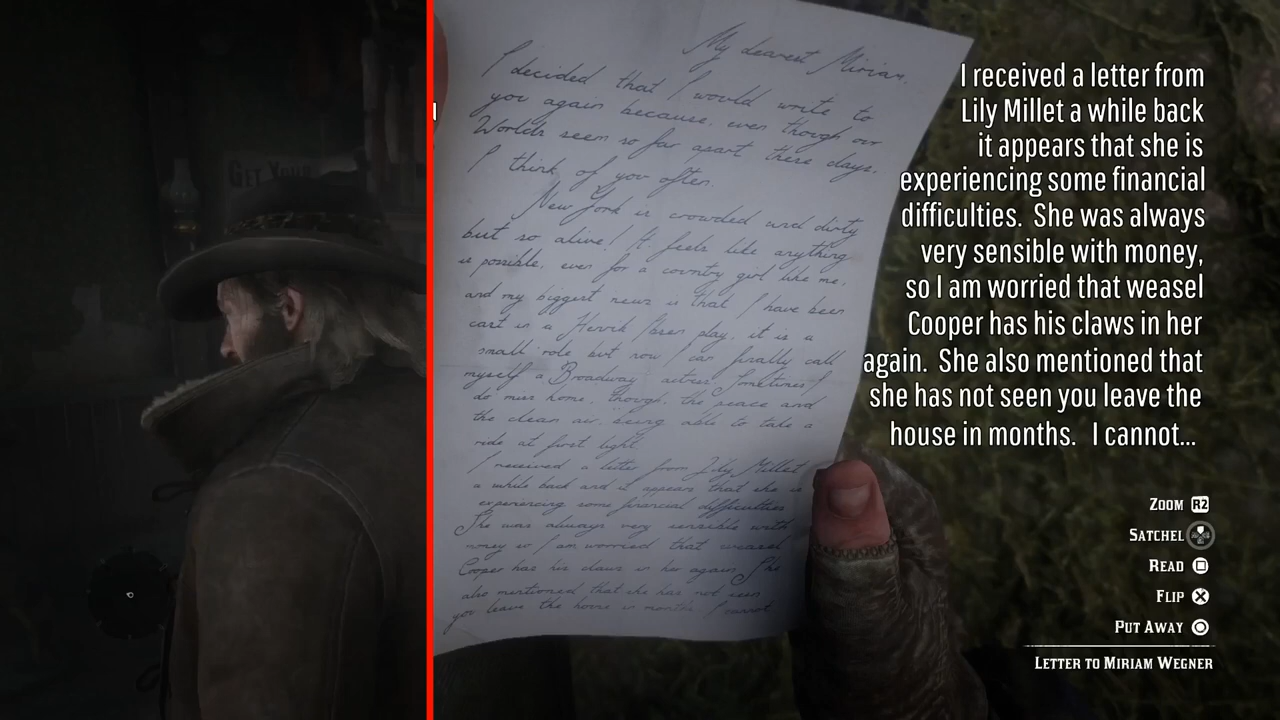 GET YOUR
My dearest Miriam,
I decided that I would write to
you again because, even though our
Worlds seem so far apart these days,
I think of you often.
New York is crowded and dirty
but so alive! It feels like anything
is possible, even for a country girl like me,
and my biggest news is that I have been
cast in a Henrik Ibsen play, it is a
small role but now I can finally call
myself a Broadway actress! Sometimes I
do miss home, though, the peace and
the clean air, being able to take a
ride at first light.
I received a letter from Lily Millet
a while back and it appears that she is
experiencing some financial difficulties
She was always very sensible with
money so I am worried that weasel
Cooper has his claws in her again. She
also mentioned that she has not seen
you leave the house in months. I cannot
I received a letter from
Lily Millet a while back
it appears that she is
experiencing some financial
difficulties. She was always
very sensible with money,
so I am worried that weasel
Cooper has his claws in her
again. She also mentioned that
she has not seen you leave the
house in months. I cannot...
ZOOM R2
SATCHEL
READ
FLIP
PUT AWAY
LETTER TO MIRIAM WEGNER